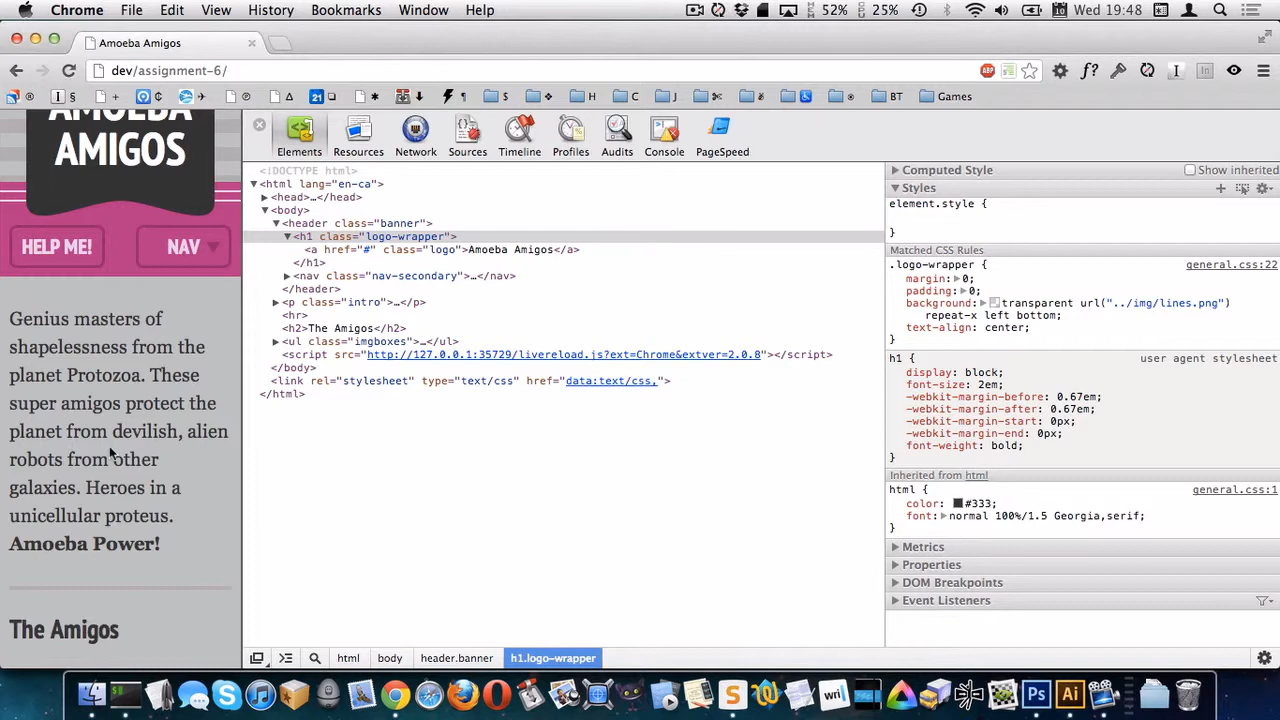 Chrome File Edit View History Bookmarks Window Help 52% 25% Wed 19:48
Amoeba Amigos
dev/assignment-6/
ABP f?
I § + ¢ Δ 21 * ¶ $ H C J BT Games
AMOEBA
AMIGOS
HELP ME! NAV
Genius masters of
shapelessness from the
planet Protozoa. These
super amigos protect the
planet from devilish, alien
robots from other
galaxies. Heroes in a
unicellular proteus.
Amoeba Power!
The Amigos
Elements Resources Network Sources Timeline Profiles Audits Console PageSpeed
<!DOCTYPE html>
<html lang="en-ca">
<head>…</head>
<body>
<header class="banner">
<h1 class="logo-wrapper">
<a href="#" class="logo">Amoeba Amigos</a>
</h1>
<nav class="nav-secondary">…</nav>
</header>
<p class="intro">…</p>
<hr>
<h2>The Amigos</h2>
<ul class="imgboxes">…</ul>
<script src="http://127.0.0.1:35729/livereload.js?ext=Chrome&extver=2.0.8"></script>
</body>
<link rel="stylesheet" type="text/css" href="data:text/css,">
</html>
Computed Style Show inherited
Styles
element.style {
}
Matched CSS Rules
.logo-wrapper { general.css:22
margin: 0;
padding: 0;
background: transparent url("../img/lines.png")
repeat-x left bottom;
text-align: center;
}
h1 { user agent stylesheet
display: block;
font-size: 2em;
-webkit-margin-before: 0.67em;
-webkit-margin-after: 0.67em;
-webkit-margin-start: 0px;
-webkit-margin-end: 0px;
font-weight: bold;
}
Inherited from html
html { general.css:1
color: #333;
font: normal 100%/1.5 Georgia,serif;
}
Metrics
Properties
DOM Breakpoints
Event Listeners
html body header.banner h1.logo-wrapper
S wri Ps Ai